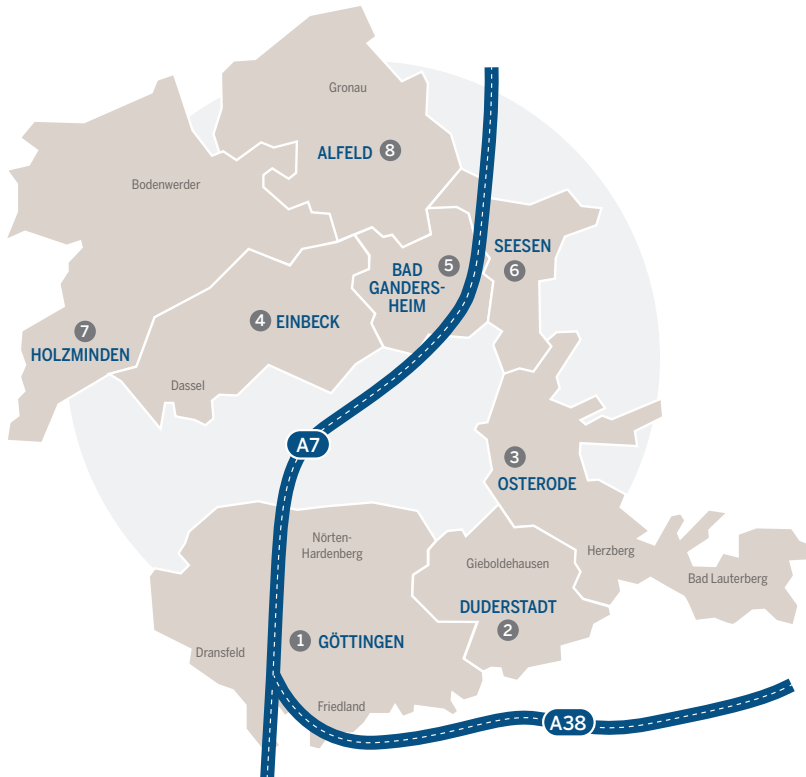 Gronau
ALFELD 8
Bodenwerder
SEESEN
6
5
BAD
GANDERS-
HEIM
4 EINBECK
7
HOLZMINDEN
Dassel
A7
3
OSTERODE
Nörten-
Hardenberg
Gieboldehausen
Herzberg
Bad Lauterberg
DUDERSTADT
2
1 GÖTTINGEN
Dransfeld
Friedland
A38